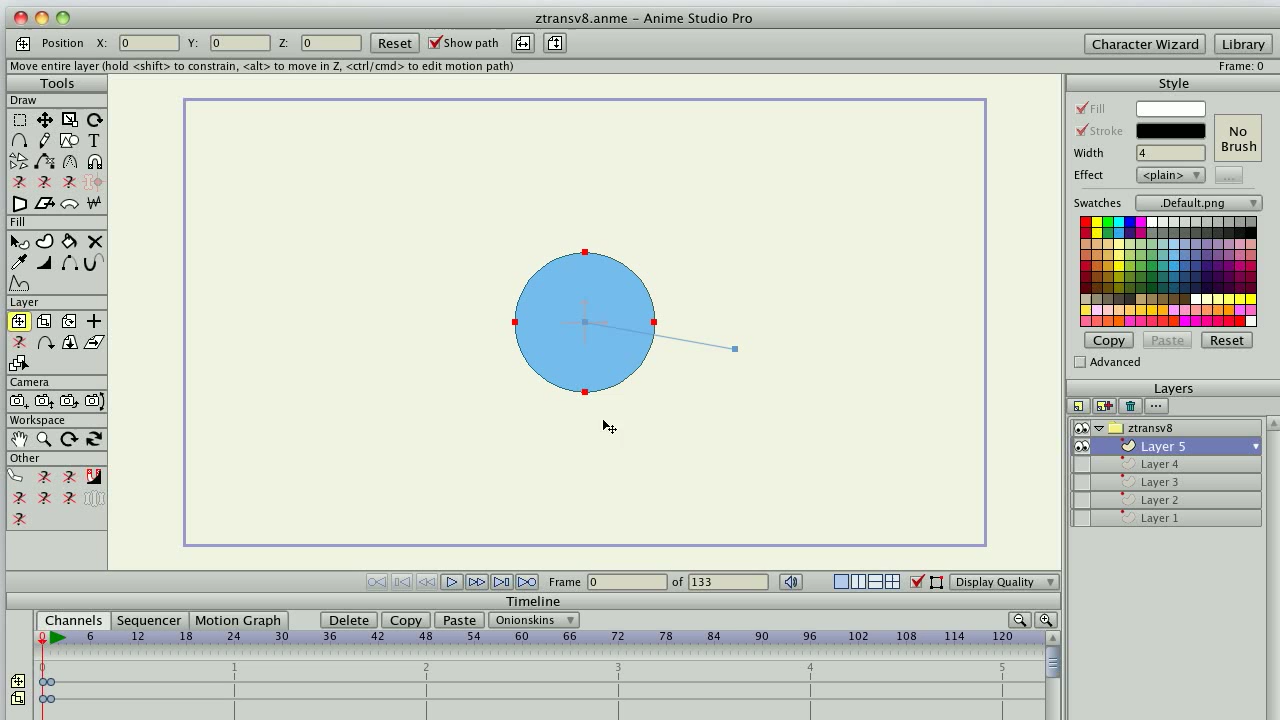 ztransv8.anme - Anime Studio Pro
Position X: 0 Y: 0 Z: 0 Reset Show path Character Wizard Library
Move entire layer (hold <shift> to constrain, <alt> to move in Z, <ctrl/cmd> to edit motion path) Frame: 0
Tools
Draw
T
Fill
Layer
Camera
Workspace
Other
Style
Fill
Stroke
No Brush
Width 4
Effect <plain> ...
Swatches .Default.png
Copy Paste Reset
Advanced
Layers
...
ztransv8
Layer 5
Layer 4
Layer 3
Layer 2
Layer 1
Frame 0 of 133 Display Quality
Timeline
Channels Sequencer Motion Graph Delete Copy Paste Onionskins
0 6 12 18 24 30 36 42 48 54 60 66 72 78 84 90 96 102 108 114 120
0 1 2 3 4 5